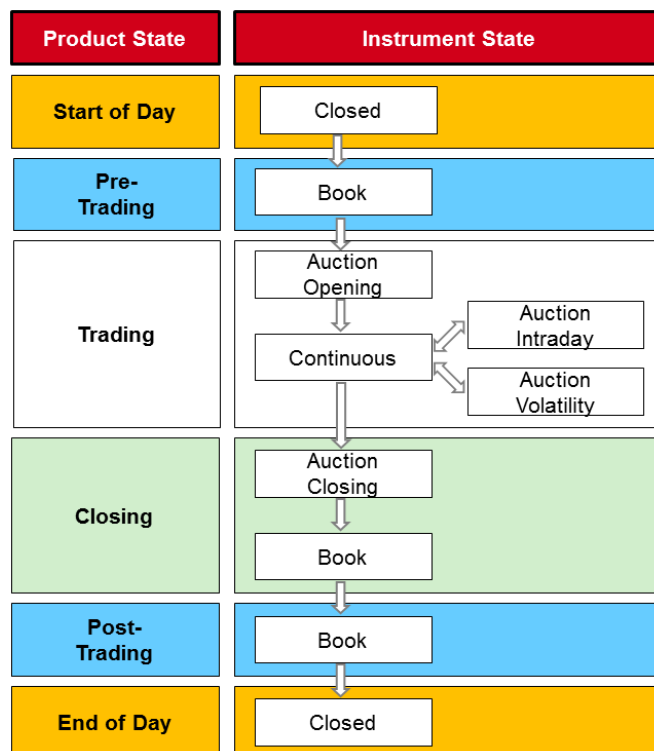 Product State
Instrument State
Start of Day
Closed
Pre-
Trading
Book
Trading
Auction
Opening
Continuous
Auction
Intraday
Auction
Volatility
Closing
Auction
Closing
Book
Post-
Trading
Book
End of Day
Closed